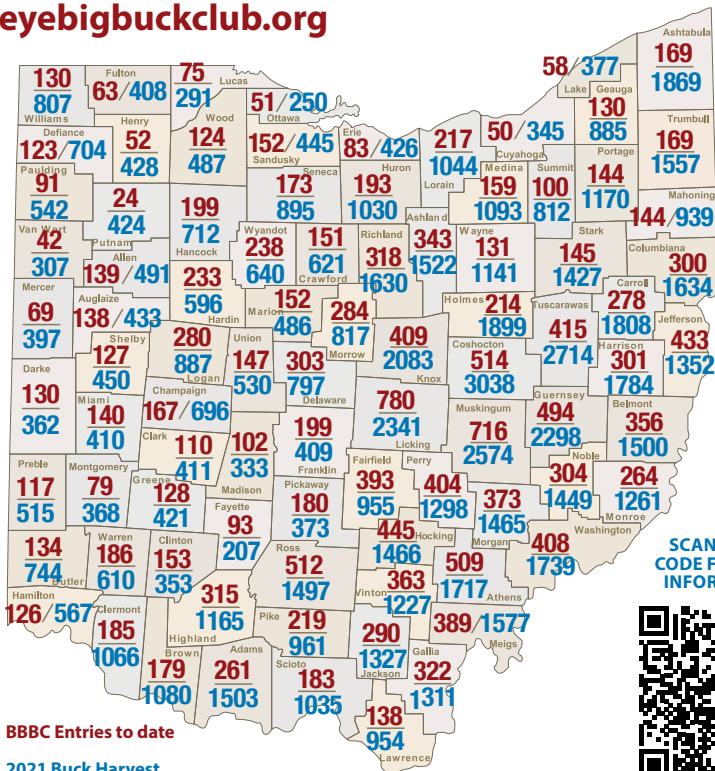 eyebigbuckclub.org
Williams 130 807
Fulton 63/408
Lucas 75 291
Ottawa 51/250
Lake 58/377
Geauga 130 885
Ashtabula 169 1869
Defiance 123/704
Henry 52 428
Wood 124 487
Sandusky 152/445
Erie 83/426
Lorain 217 1044
Cuyahoga 50/345
Trumbull 169 1557
Paulding 91 542
Putnam 24 424
Hancock 199 712
Seneca 173 895
Huron 193 1030
Medina 159 1093
Summit 100 812
Portage 144 1170
Mahoning 144/939
Van Wert 42 307
Allen 139/491
Wyandot 238 640
Crawford 151 621
Richland 318 1630
Ashland 343 1522
Wayne 131 1141
Stark 145 1427
Columbiana 300 1634
Mercer 69 397
Auglaize 138/433
Hardin 233 596
Marion 152 486
Morrow 284 817
Holmes 214 1899
Tuscarawas 415 2714
Carroll 278 1808
Jefferson 433 1352
Darke 130 362
Shelby 127 450
Logan 280 887
Union 147 530
Delaware 303 797
Knox 409 2083
Coshocton 514 3038
Harrison 301 1784
Miami 140 410
Champaign 167/696
Licking 780 2341
Muskingum 716 2574
Guernsey 494 2298
Belmont 356 1500
Clark 110 411
Madison 102 333
Franklin 199 409
Preble 117 515
Montgomery 79 368
Greene 128 421
Fayette 93 207
Pickaway 180 373
Fairfield 393 955
Perry 404 1298
Morgan 373 1465
Noble 304 1449
Monroe 264 1261
Butler 134 744
Warren 186 610
Clinton 153 353
Ross 512 1497
Hocking 445 1466
Vinton 363 1227
Athens 509 1717
Washington 408 1739
Hamilton 126/567
Clermont 185 1066
Highland 315 1165
Pike 219 961
Jackson 290 1327
Meigs 389/1577
Brown 179 1080
Adams 261 1503
Scioto 183 1035
Gallia 322 1311
Lawrence 138 954
SCAN
CODE F
INFOR
BBBC Entries to date
2021 Buck Harvest